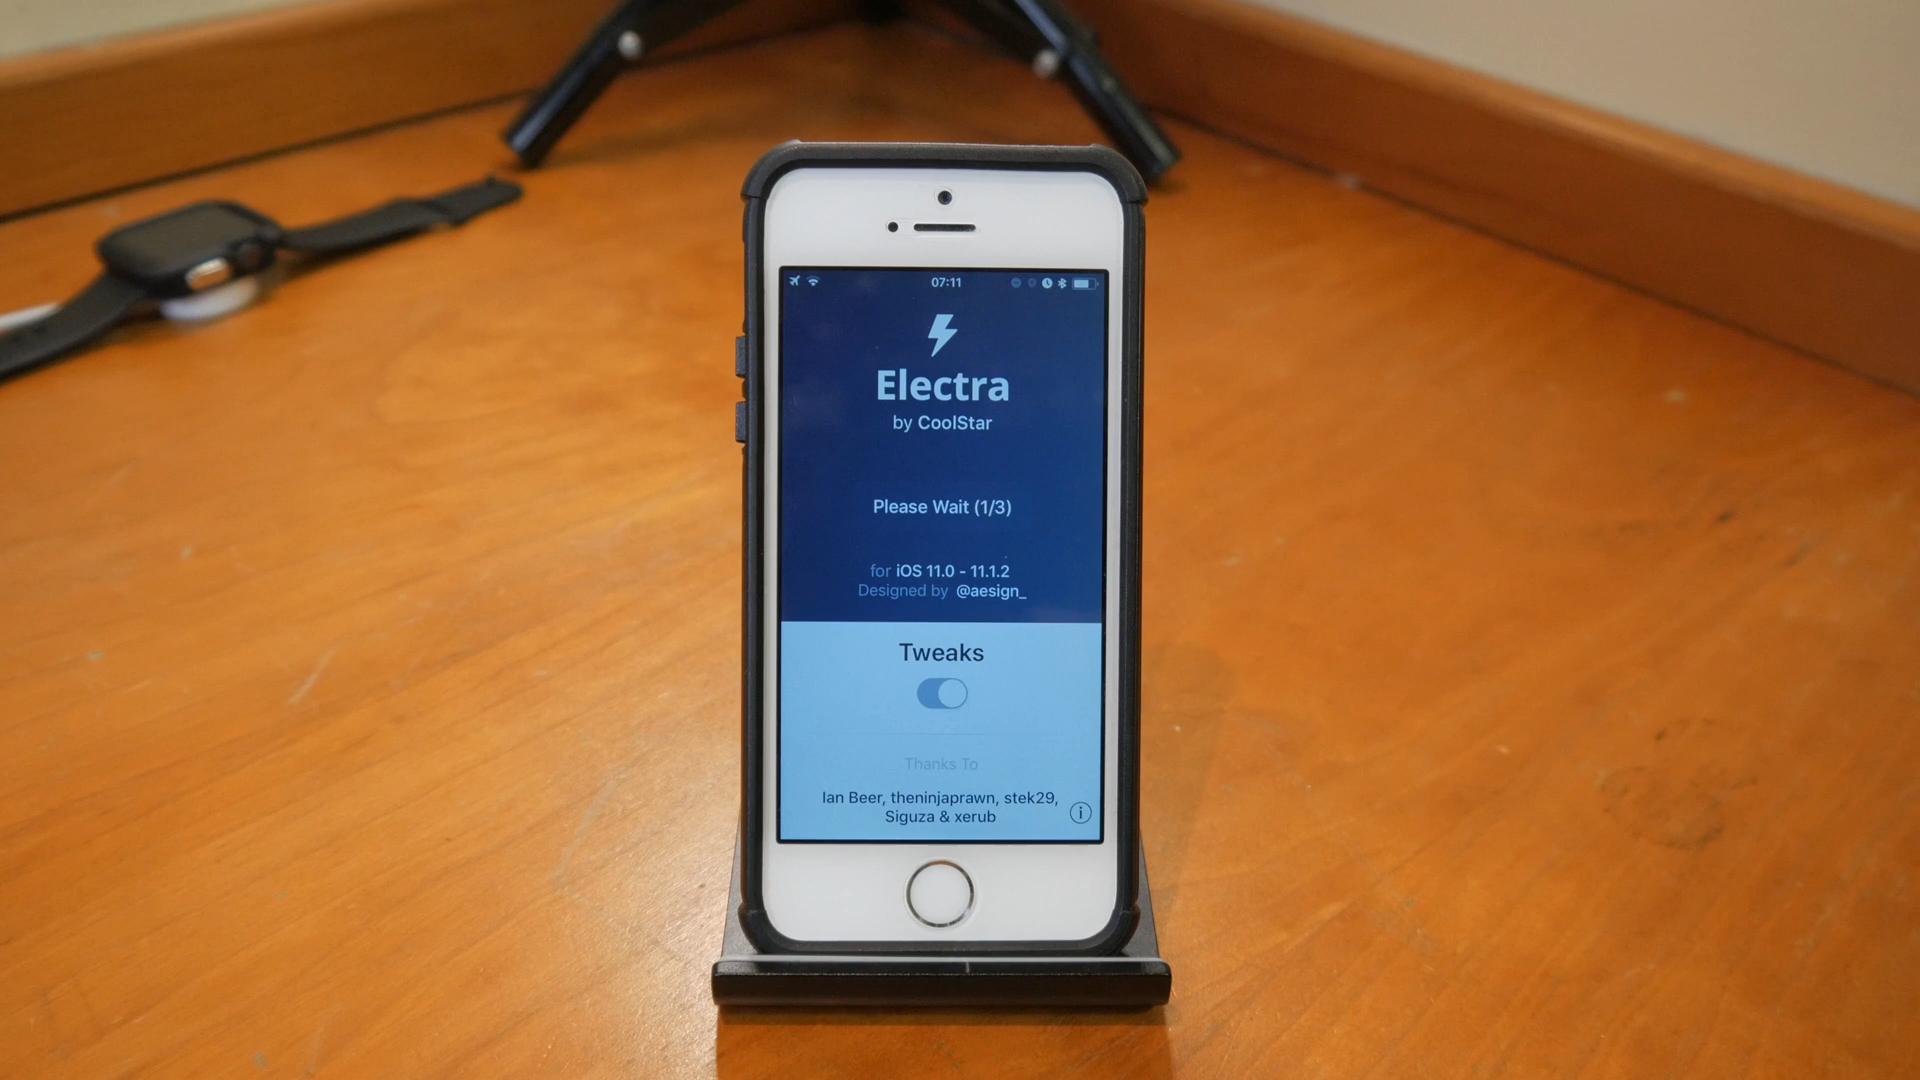 07:11
Electra
by CoolStar
Please Wait (1/3)
for iOS 11.0 - 11.1.2
Designed by @aesign_
Tweaks
Thanks To
Ian Beer, theninjaprawn, stek29,
Siguza & xerub